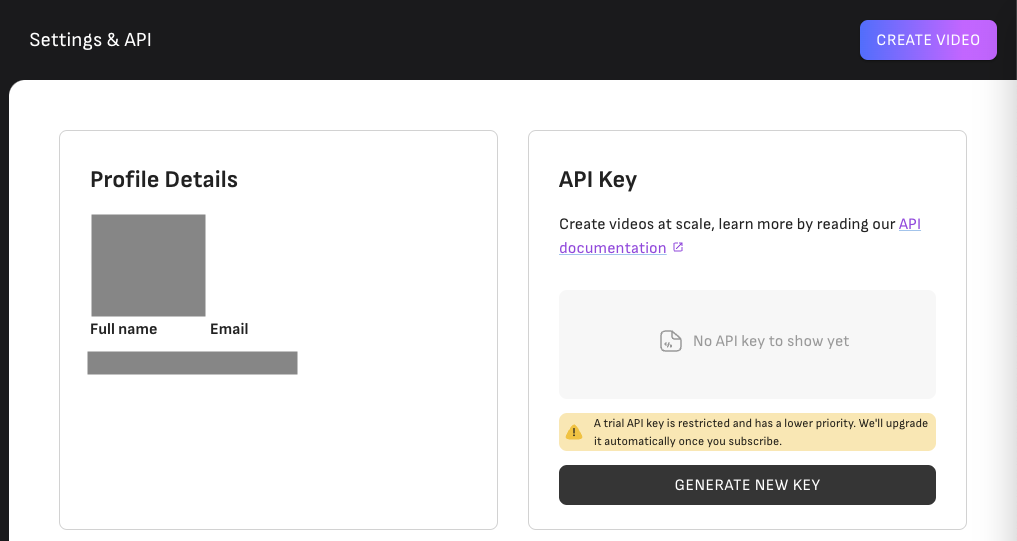 Settings & API
CREATE VIDEO
Profile Details
Full name
Email
API Key
Create videos at scale, learn more by reading our API
documentation
No API key to show yet
A trial API key is restricted and has a lower priority. We'll upgrade
it automatically once you subscribe.
GENERATE NEW KEY